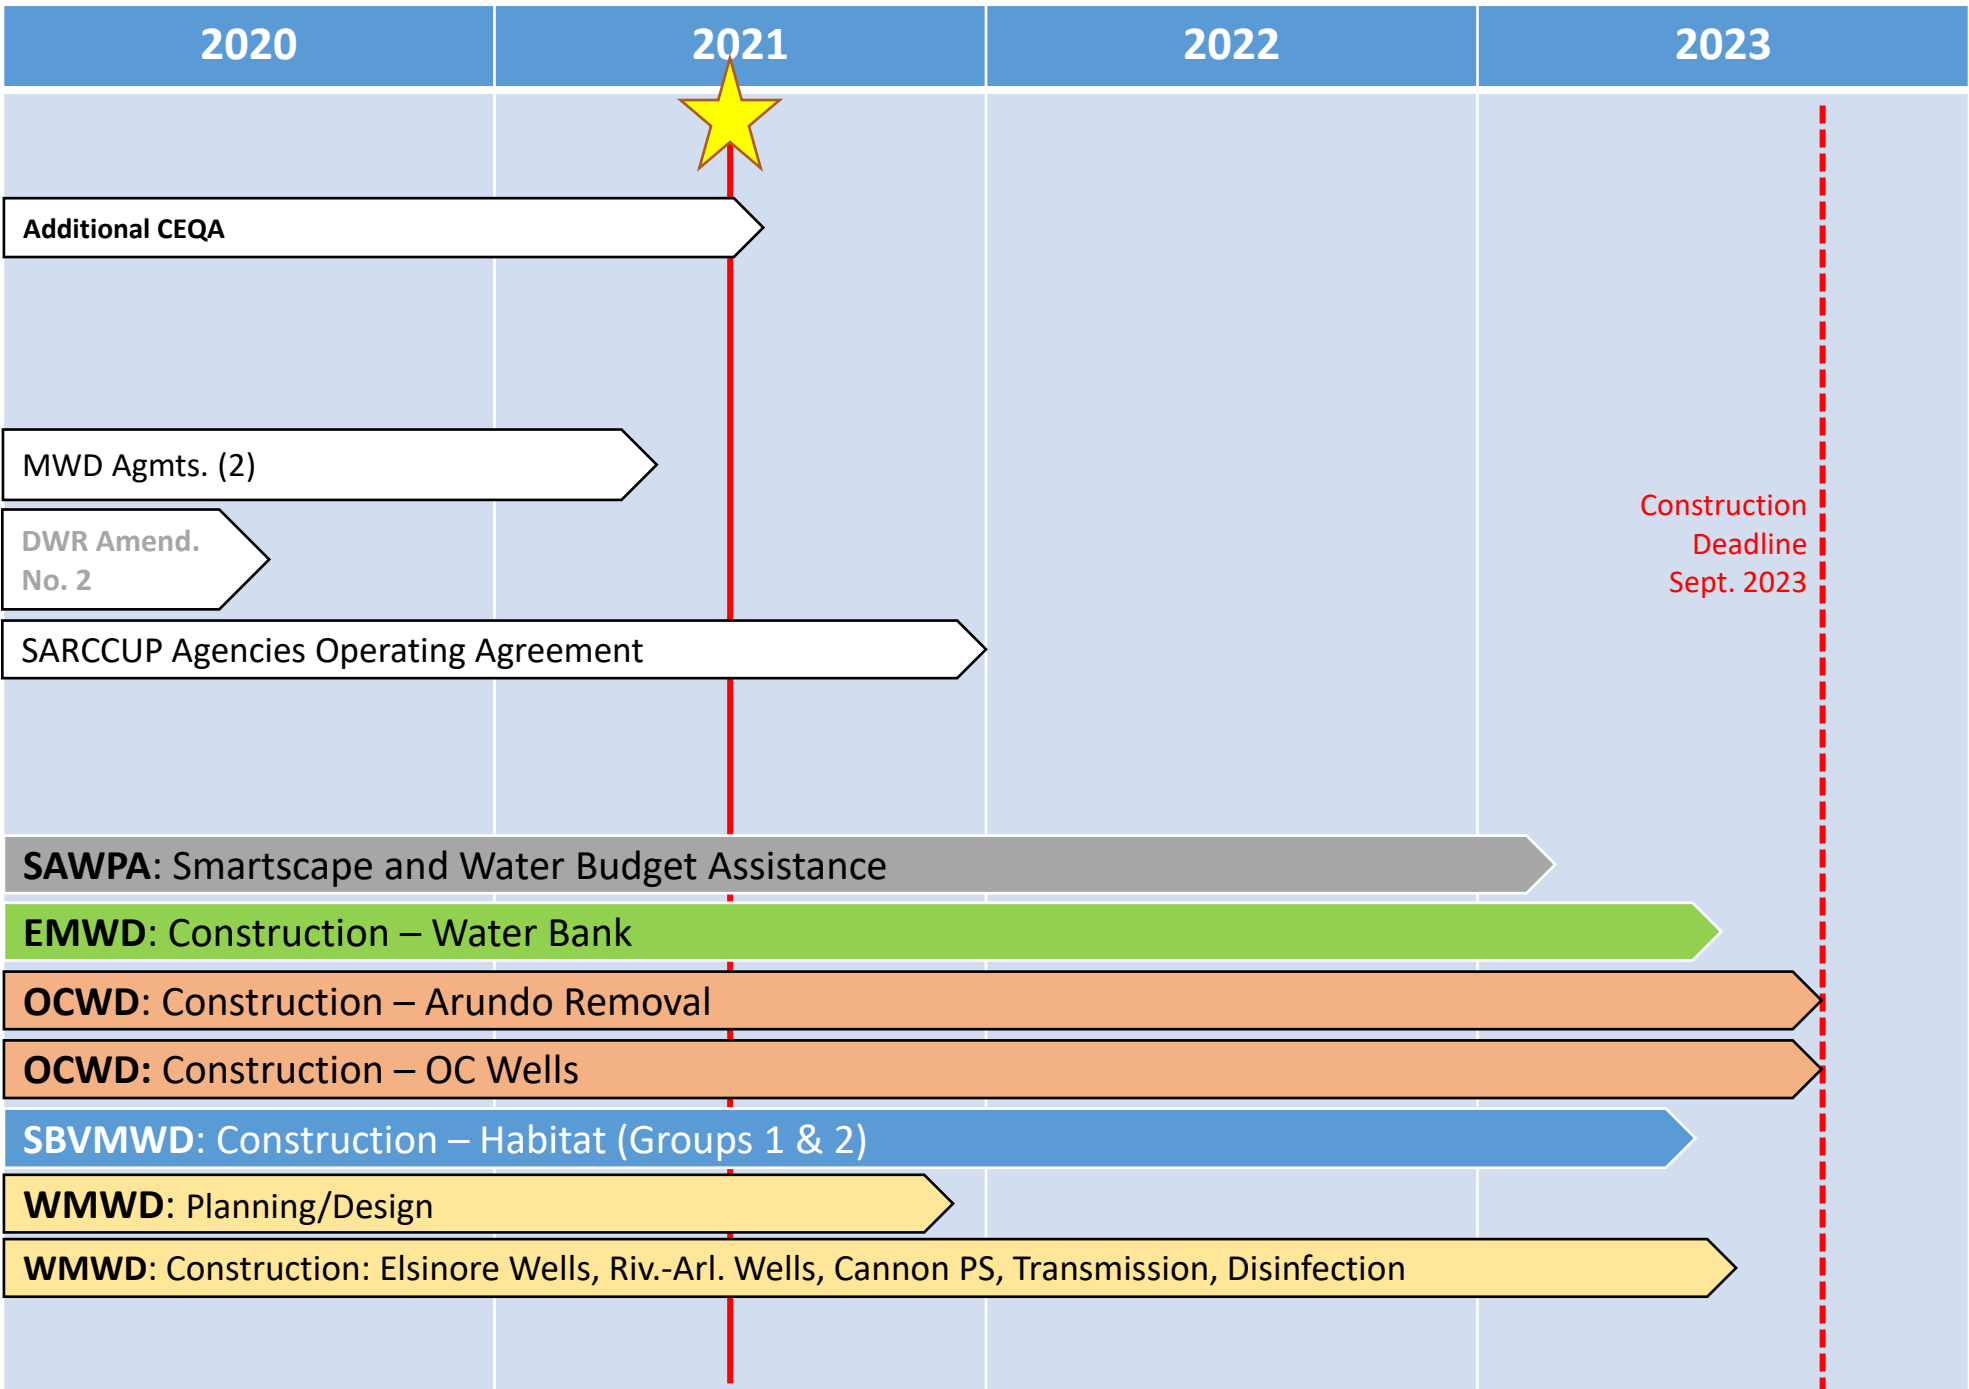 2020 2021 2022 2023
Additional CEQA
MWD Agmts. (2)
DWR Amend.
No. 2
Construction
Deadline
Sept. 2023
SARCCUP Agencies Operating Agreement
SAWPA: Smartscape and Water Budget Assistance
EMWD: Construction – Water Bank
OCWD: Construction – Arundo Removal
OCWD: Construction – OC Wells
SBVMWD: Construction – Habitat (Groups 1 & 2)
WMWD: Planning/Design
WMWD: Construction: Elsinore Wells, Riv.-Arl. Wells, Cannon PS, Transmission, Disinfection